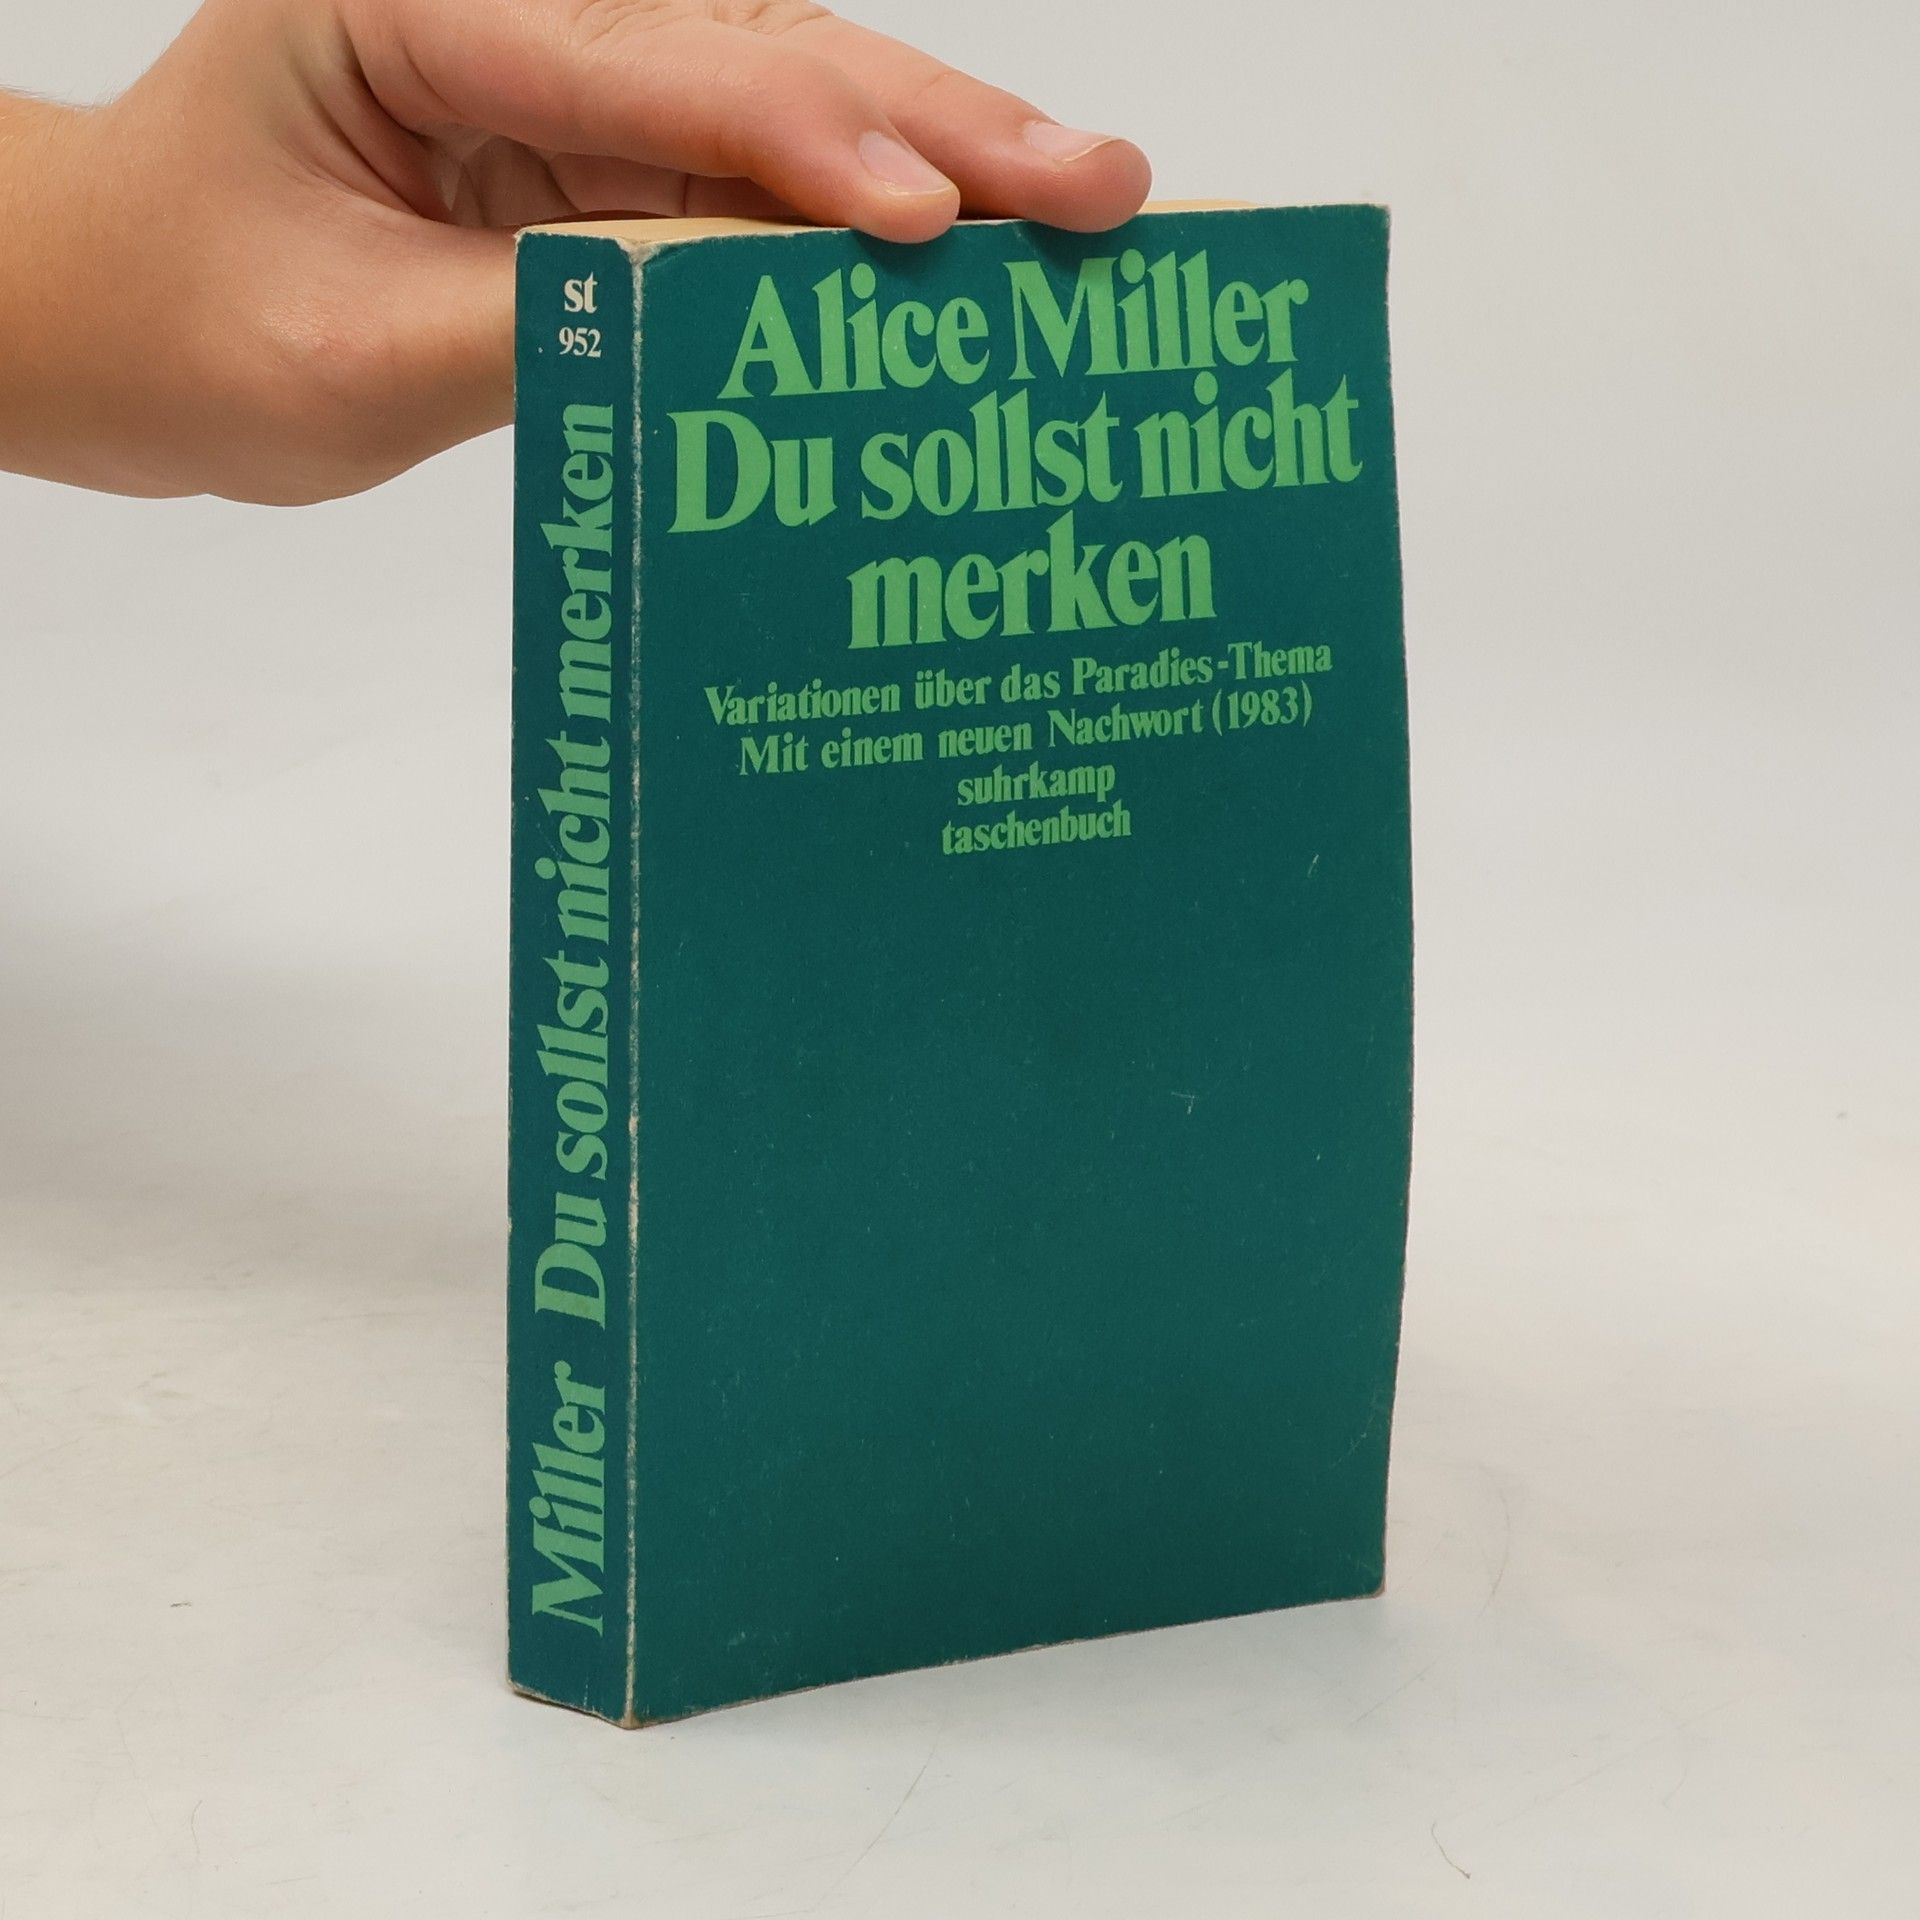 st
952
Miller Du sollst nicht merken
Alice Miller
Du sollst nicht
merken
Variationen über das Paradies-Thema
Mit einem neuen Nachwort (1983)
suhrkamp
taschenbuch